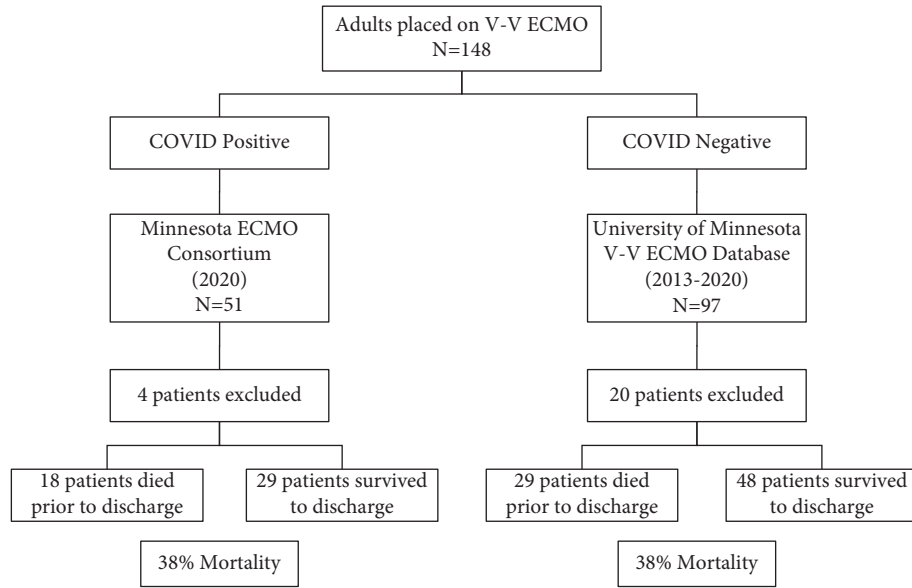 Adults placed on V-V ECMO
N=148
COVID Positive
COVID Negative
Minnesota ECMO
Consortium
(2020)
N=51
University of Minnesota
V-V ECMO Database
(2013-2020)
N=97
4 patients excluded
20 patients excluded
18 patients died
prior to discharge
29 patients survived
to discharge
29 patients died
prior to discharge
48 patients survived
to discharge
38% Mortality
38% Mortality